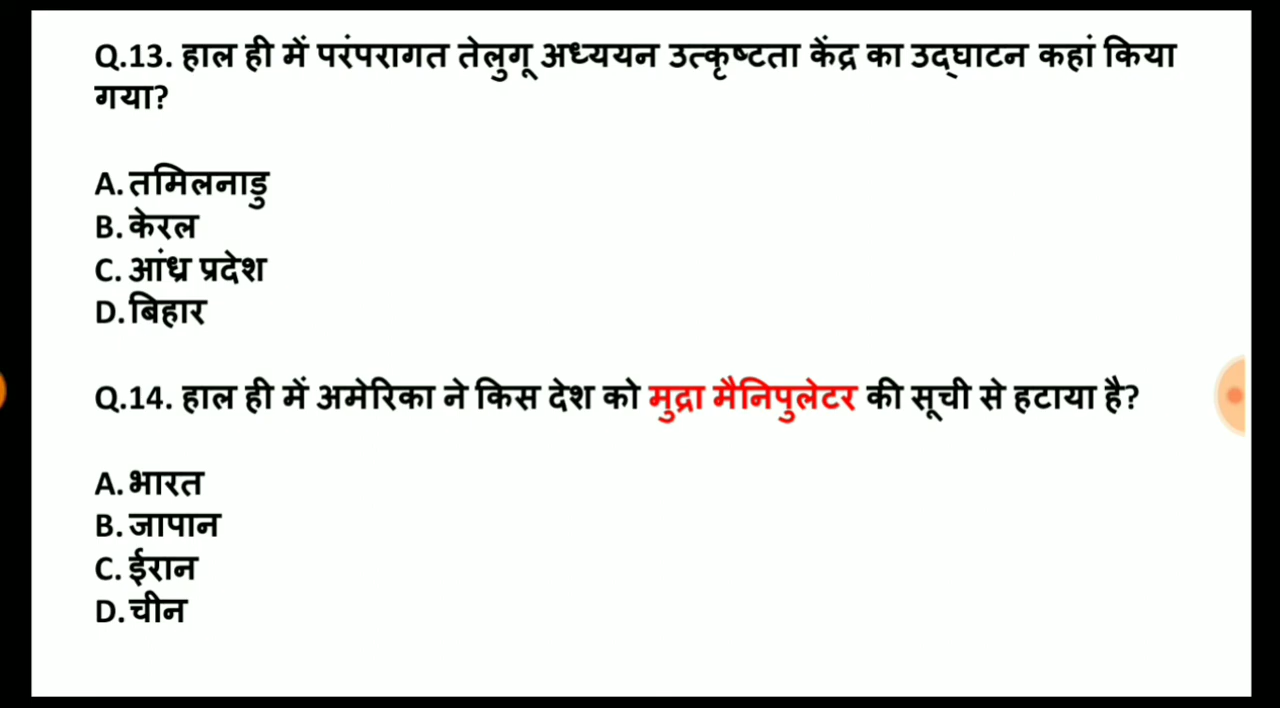 Q.13. हाल ही में परंपरागत तेलुगू अध्ययन उत्कृष्टता केंद्र का उद्घाटन कहां किया
गया?
A. तमिलनाडु
B. केरल
C. आंध्र प्रदेश
D. बिहार
Q.14. हाल ही में अमेरिका ने किस देश को मुद्रा मैनिपुलेटर की सूची से हटाया है?
A. भारत
B. जापान
C. ईरान
D. चीन